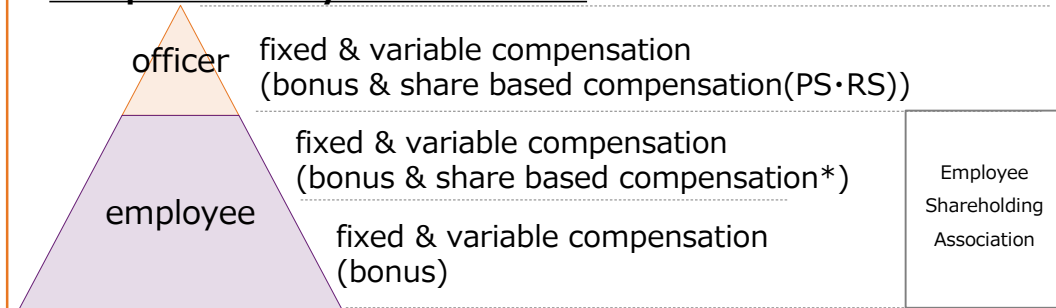 officer
fixed & variable compensation
(bonus & share based compensation(PS・RS))
fixed & variable compensation
(bonus & share based compensation*)
employee
fixed & variable compensation
(bonus)
Employee
Shareholding
Association